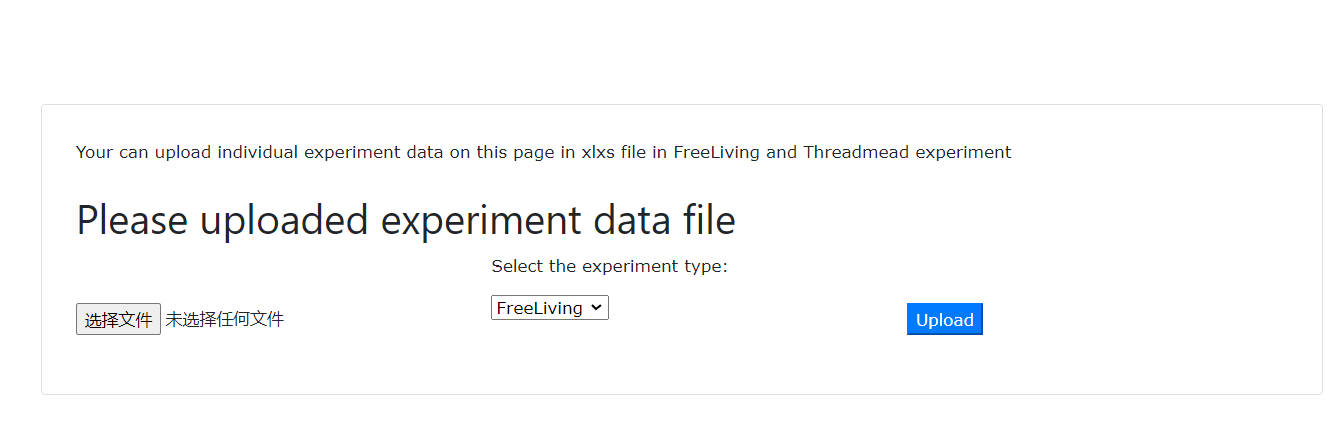 Your can upload individual experiment data on this page in xlxs file in FreeLiving and Threadmead experiment
Please uploaded experiment data file
Select the experiment type:
选择文件 未选择任何文件
FreeLiving
Upload